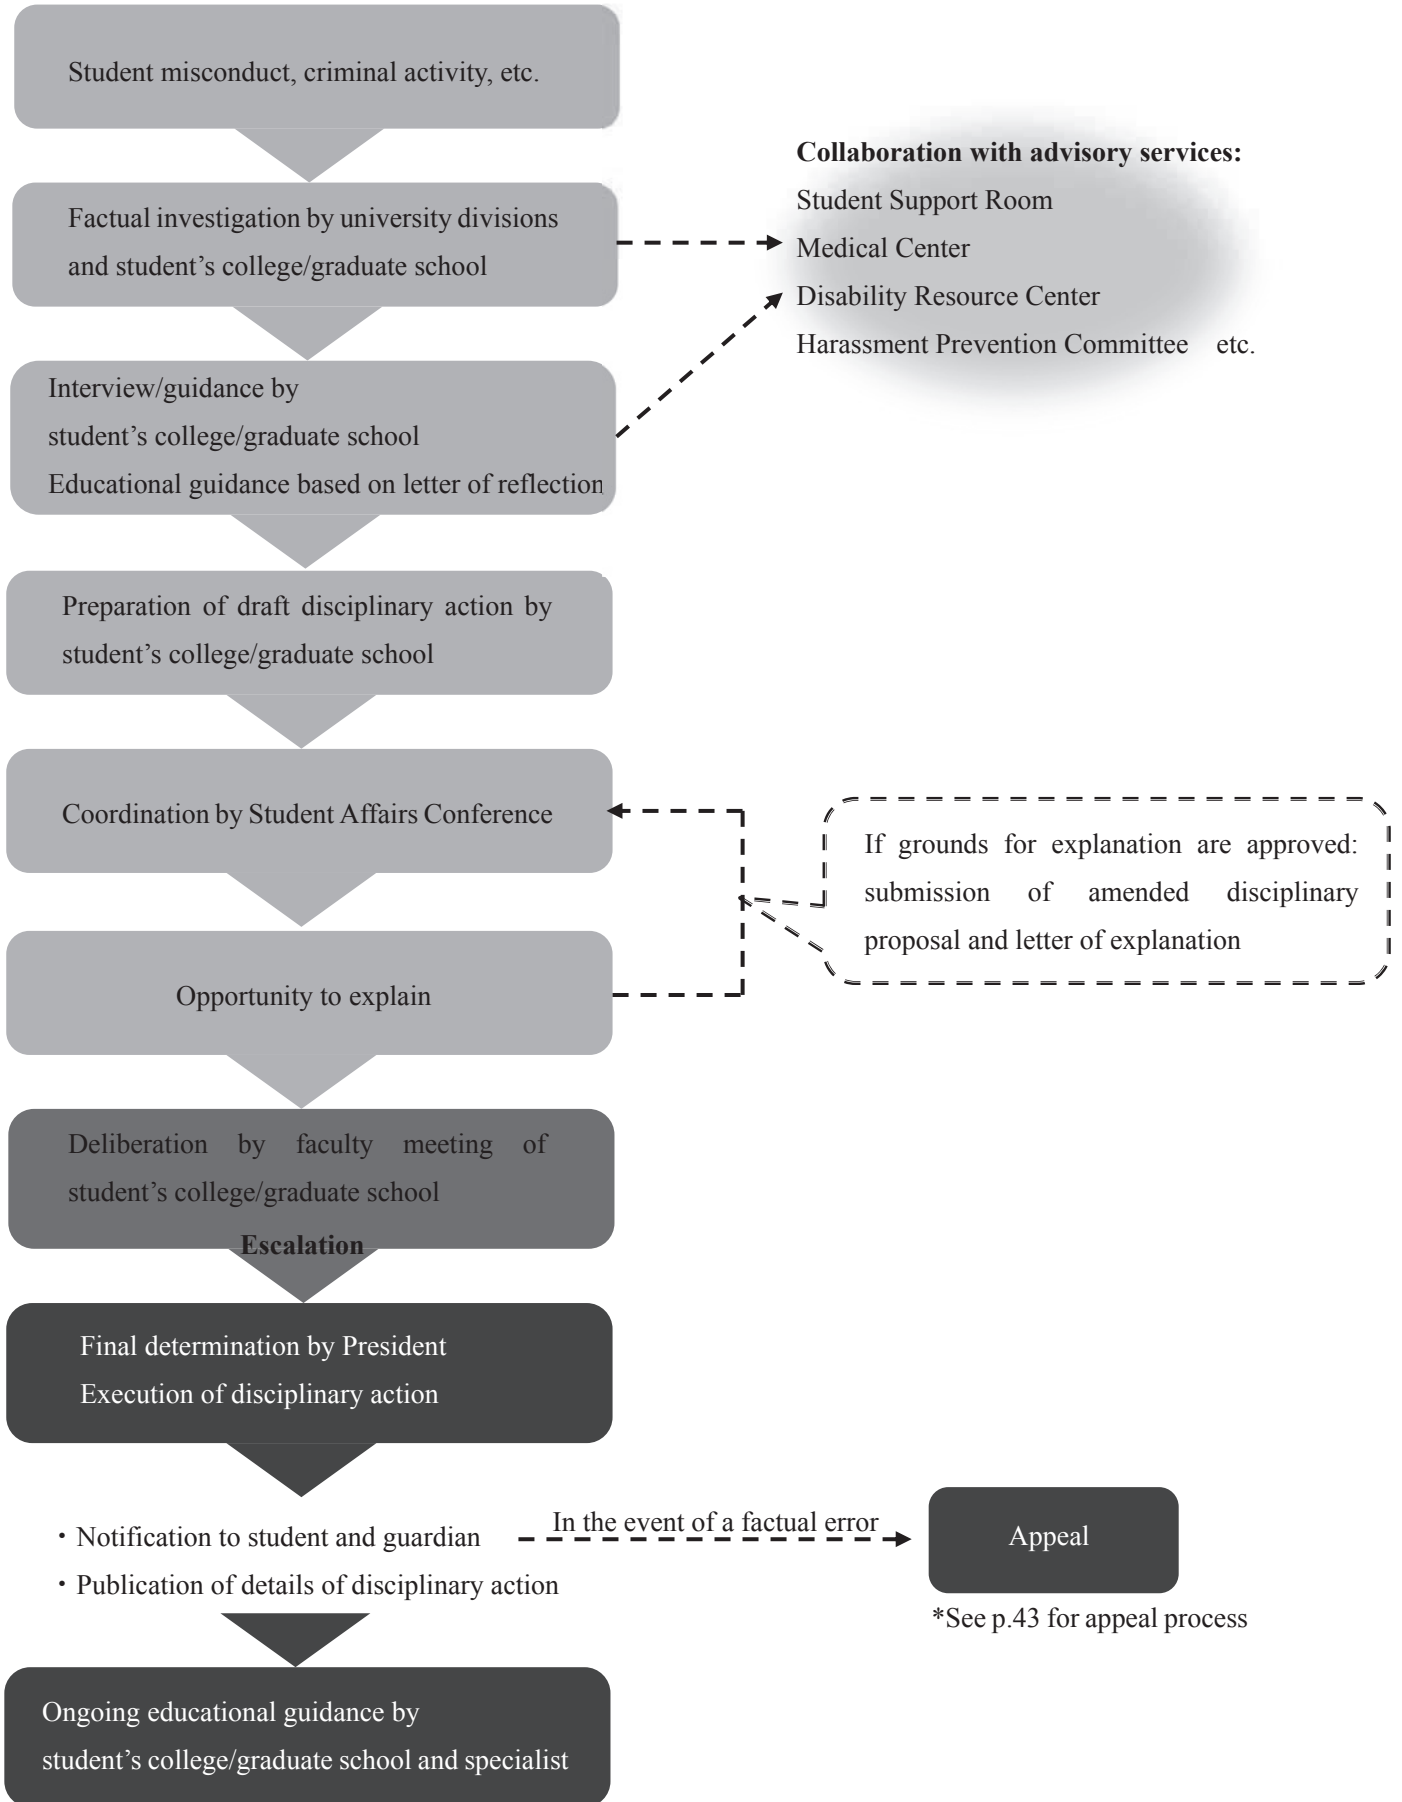 Student misconduct, criminal activity, etc.
Factual investigation by university divisions
and student’s college/graduate school
Collaboration with advisory services:
Student Support Room
Medical Center
Disability Resource Center
Harassment Prevention Committee etc.
Interview/guidance by
student’s college/graduate school
Educational guidance based on letter of reflection
Preparation of draft disciplinary action by
student’s college/graduate school
Coordination by Student Affairs Conference
If grounds for explanation are approved:
submission of amended disciplinary
proposal and letter of explanation
Opportunity to explain
Deliberation by faculty meeting of
student’s college/graduate school
Escalation
Final determination by President
Execution of disciplinary action
・Notification to student and guardian
・Publication of details of disciplinary action
In the event of a factual error
Appeal
*See p.43 for appeal process
Ongoing educational guidance by
student’s college/graduate school and specialist